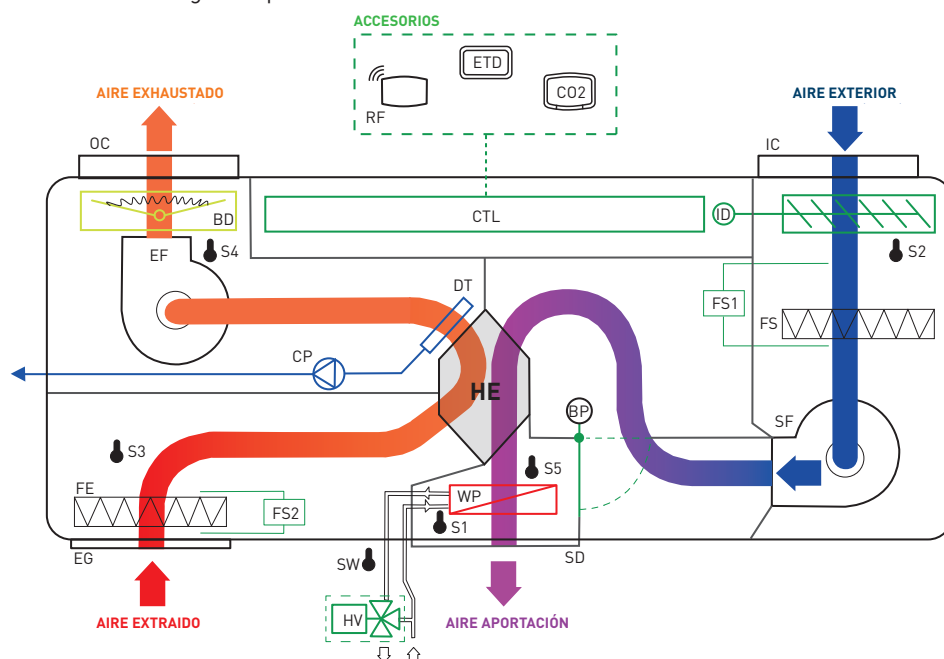 ACCESORIOS
ETD
CO2
RF
AIRE EXHAUSTADO
AIRE EXTERIOR
OC
IC
BD
CTL
ID
EF
S4
S2
DT
FS1
FS
CP
HE
BP
SF
S3
S5
FE
WP
FS2
S1
EG
SW
SD
HV
AIRE EXTRAIDO
AIRE APORTACIÓN